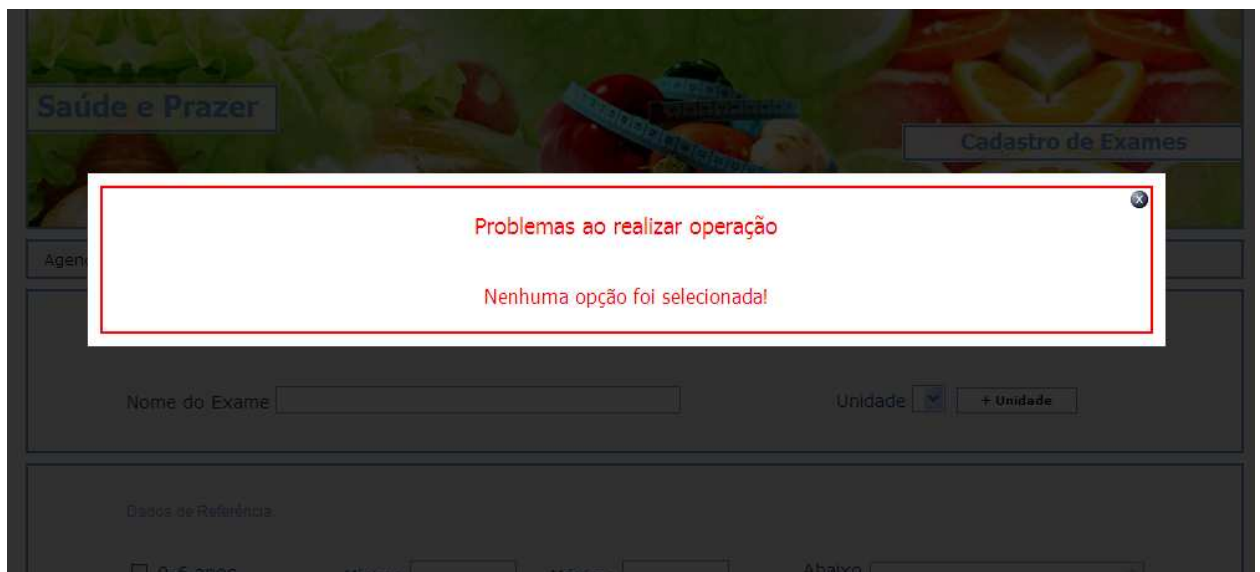 Saúde e Prazer
Cadastro de Exames
Problemas ao realizar operação
Nenhuma opção foi selecionada!
Nome do Exame
Unidade
+ Unidade
Dados de Referência:
Abaixo